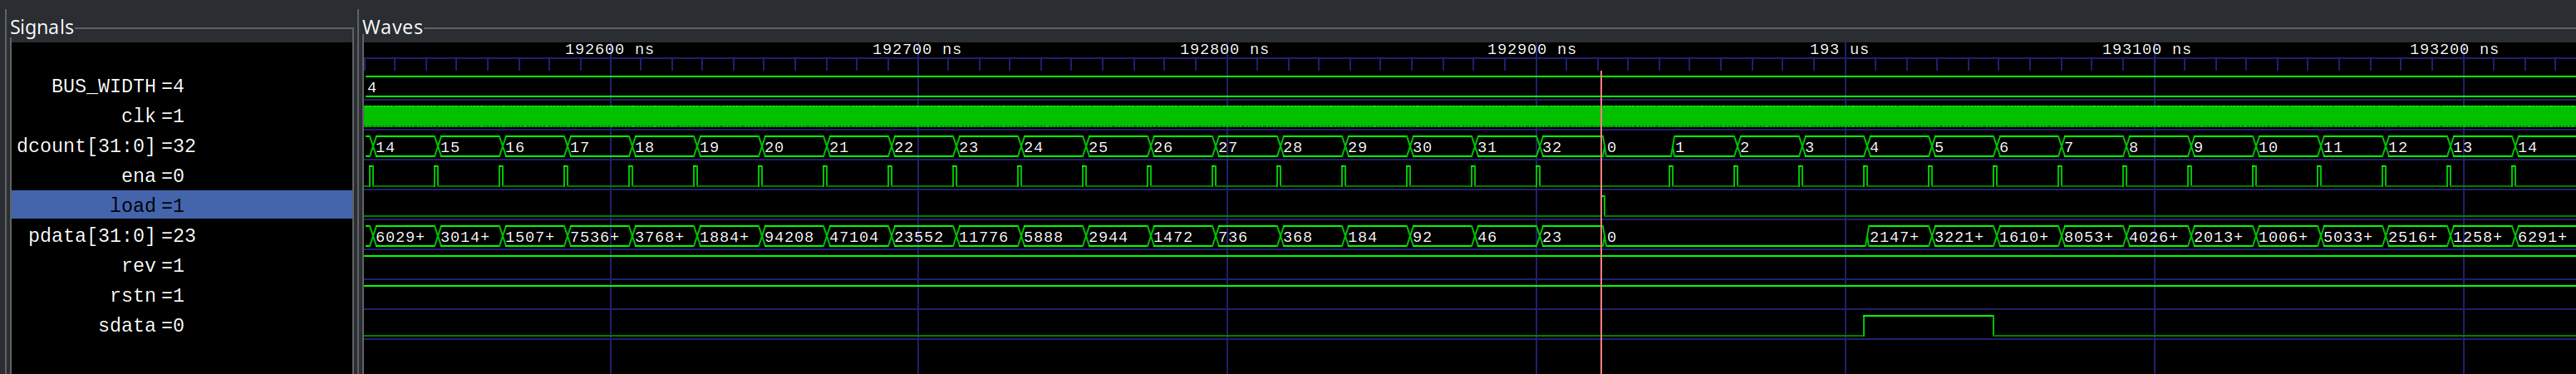 Signals Waves
192600 ns 192700 ns 192800 ns 192900 ns 193 us 193100 ns 193200 ns
BUS_WIDTH =4 4
clk =1
dcount[31:0] =32 14 15 16 17 18 19 20 21 22 23 24 25 26 27 28 29 30 31 32 0 1 2 3 4 5 6 7 8 9 10 11 12 13 14
ena =0
load =1
pdata[31:0] =23 6029+ 3014+ 1507+ 7536+ 3768+ 1884+ 94208 47104 23552 11776 5888 2944 1472 736 368 184 92 46 23 0 2147+ 3221+ 1610+ 8053+ 4026+ 2013+ 1006+ 5033+ 2516+ 1258+ 6291+
rev =1
rstn =1
sdata =0